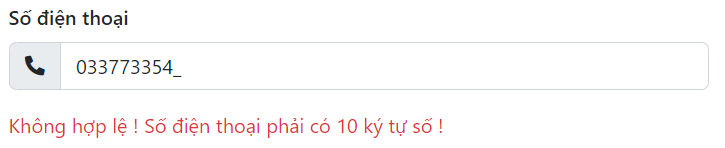 Số điện thoại
033773354_
Không hợp lệ ! Số điện thoại phải có 10 ký tự số !